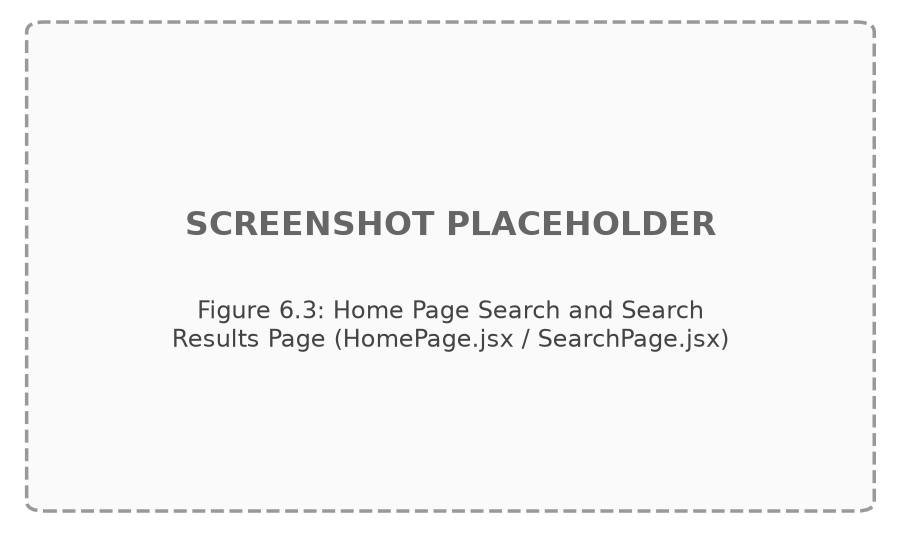 SCREENSHOT PLACEHOLDER
Figure 6.3: Home Page Search and Search
Results Page (HomePage.jsx / SearchPage.jsx)